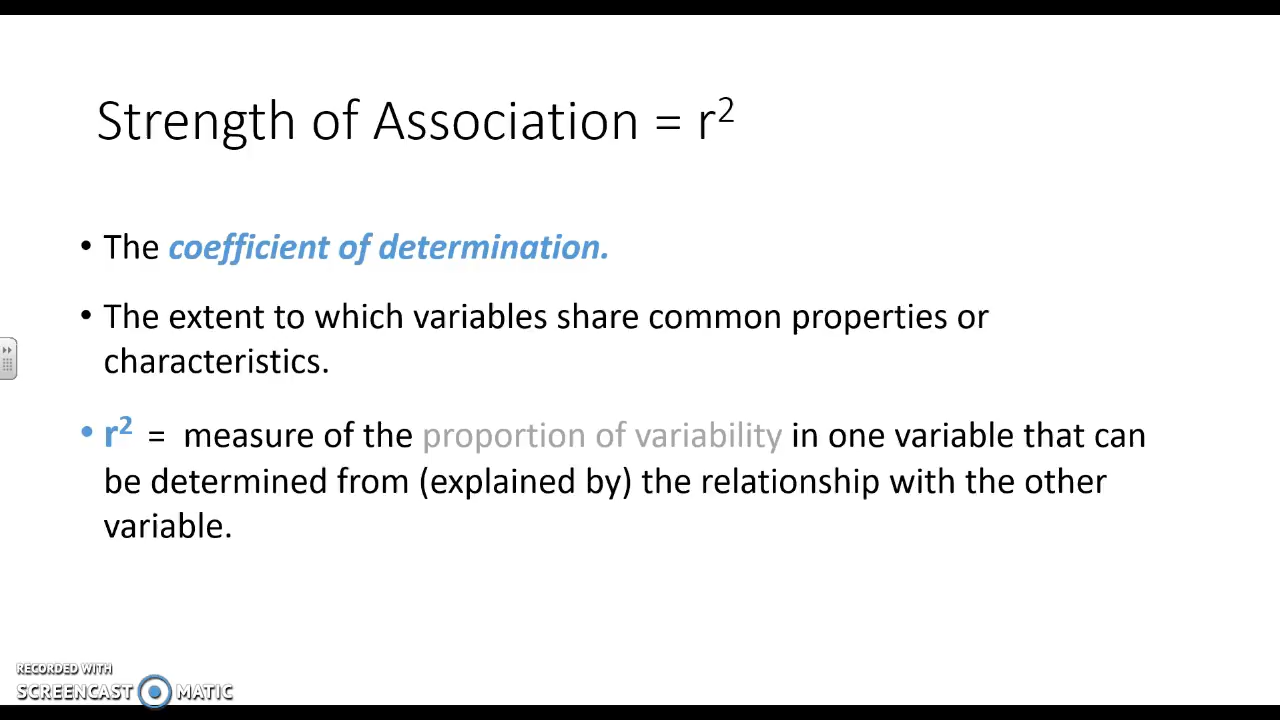 Strength of Association = r²
• The coefficient of determination.
• The extent to which variables share common properties or
characteristics.
• r² = measure of the proportion of variability in one variable that can
be determined from (explained by) the relationship with the other
variable.
RECORDED WITH
SCREENCAST MATIC